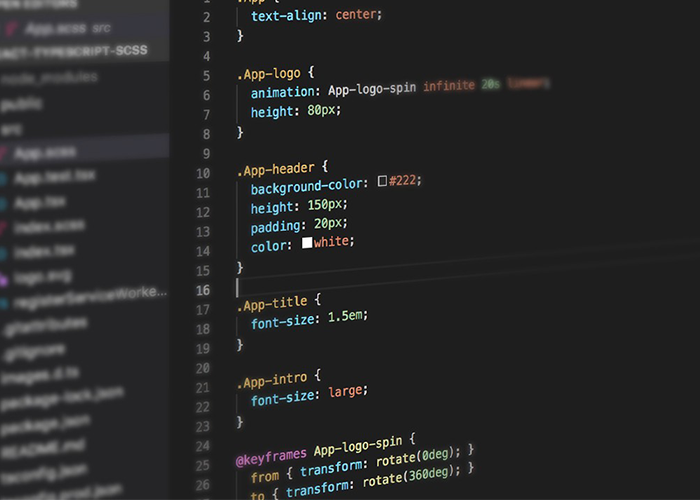 PEN EDITORS
App.scss src
ACT-TYPESCRIPT-SCSS
node_modules
public
src
App.scss
App.test.tsx
App.tsx
index.scss
index.tsx
logo.svg
registerServiceWorke...
.gitattributes
.gitignore
images.d.ts
package-lock.json
package.json
README.md
tsconfig.json
tsconfig.prod.json
1 .App {
2 text-align: center;
3 }
4
5 .App-logo {
6 animation: App-logo-spin infinite 20s linear;
7 height: 80px;
8 }
9
10 .App-header {
11 background-color: #222;
12 height: 150px;
13 padding: 20px;
14 color: white;
15 }
16
17 .App-title {
18 font-size: 1.5em;
19 }
20
21 .App-intro {
22 font-size: large;
23 }
24
25 @keyframes App-logo-spin {
26 from { transform: rotate(0deg); }
to { transform: rotate(360deg); }